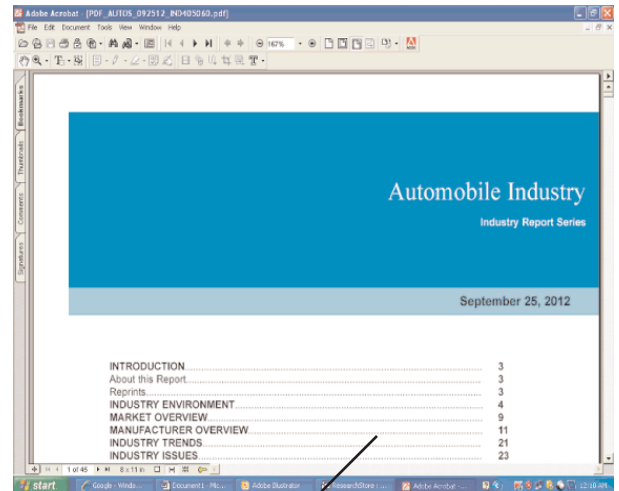 Adobe Acrobat - [PDF_AUTOS_092512_IND405060.pdf]
File Edit Document Tools View Window Help
167%
Bookmarks
Thumbnails
Comments
Signatures
Automobile Industry
Industry Report Series
September 25, 2012
INTRODUCTION 3
About this Report 3
Reprints 3
INDUSTRY ENVIRONMENT 4
MARKET OVERVIEW 9
MANUFACTURER OVERVIEW 11
INDUSTRY TRENDS 21
INDUSTRY ISSUES 23
1 of 45 8 x 11 in
start Google - Windo... Document1 - Mic... Adobe Illustrator ResearchStore : ... Adobe Acrobat - ... 12:10 AM